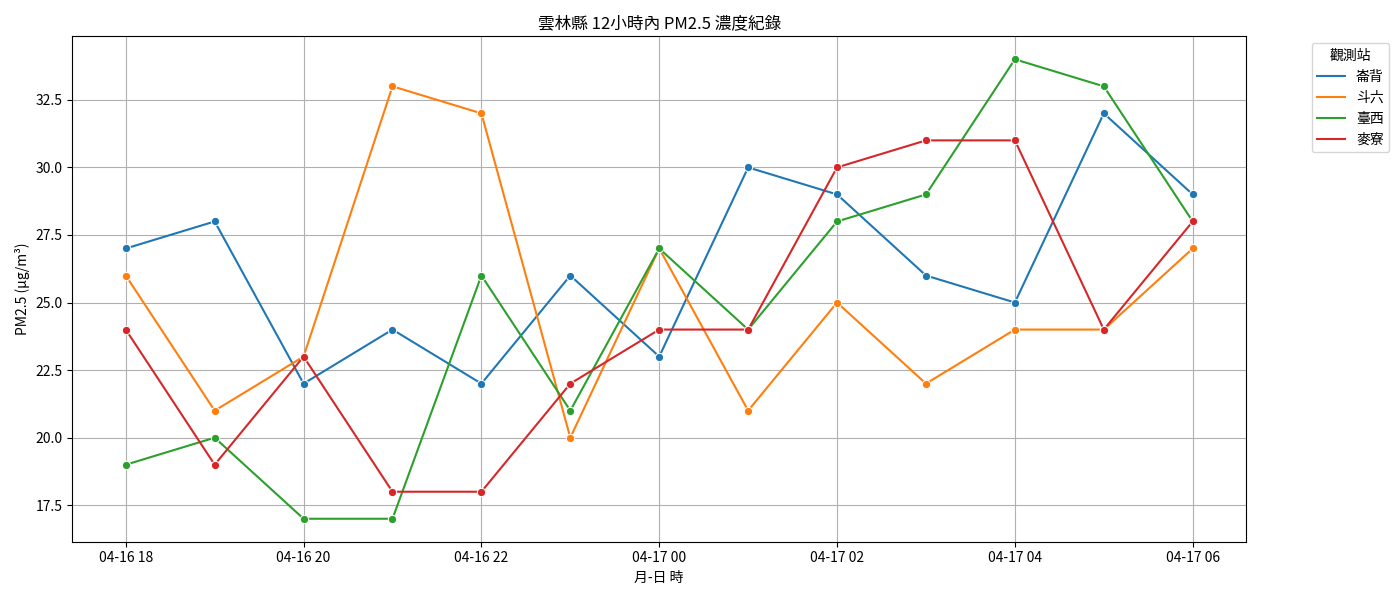 雲林縣 12小時內 PM2.5 濃度紀錄
觀測站
崙背
斗六
臺西
麥寮
PM2.5 (μg/m³)
32.5
30.0
27.5
25.0
22.5
20.0
17.5
04-16 18
04-16 20
04-16 22
04-17 00
04-17 02
04-17 04
04-17 06
月-日 時